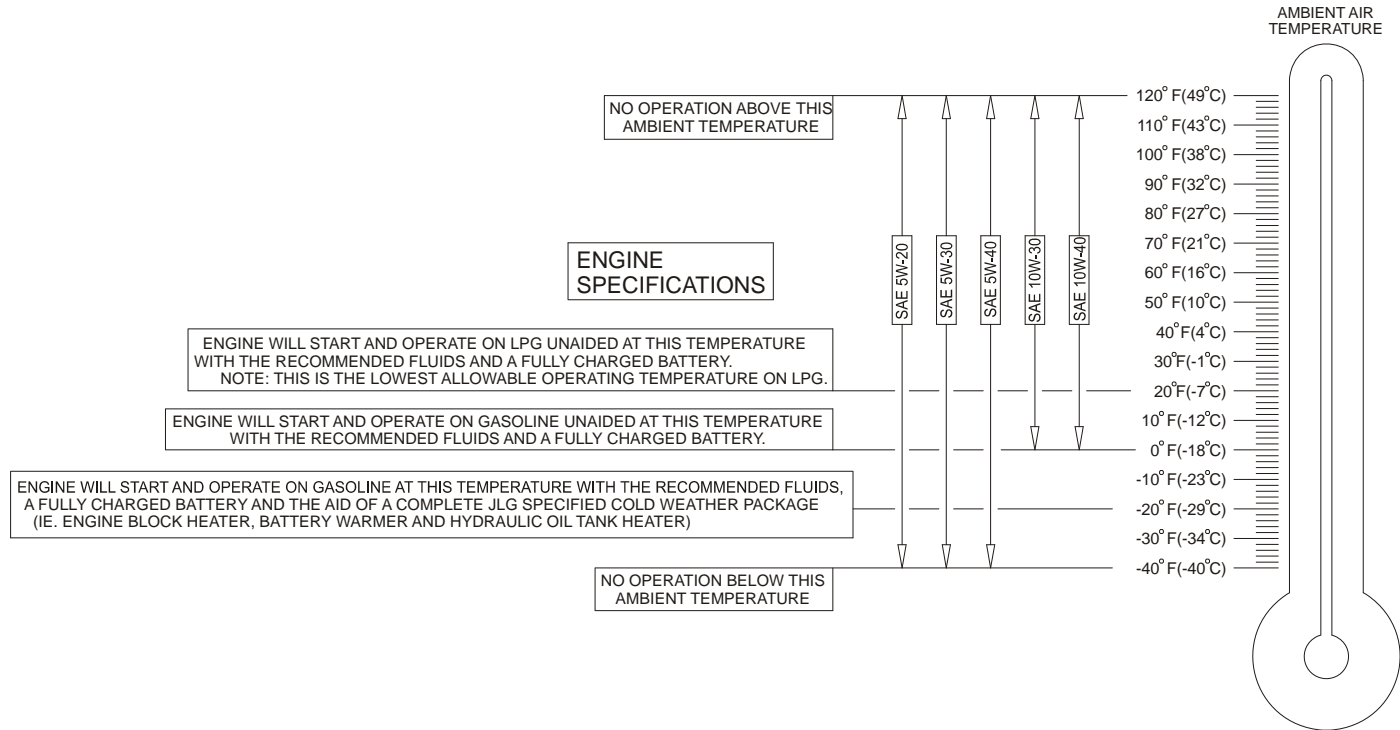 AMBIENT AIR
TEMPERATURE
NO OPERATION ABOVE THIS
AMBIENT TEMPERATURE
120° F(49°C)
110° F(43°C)
100° F(38°C)
90° F(32°C)
80° F(27°C)
70° F(21°C)
60° F(16°C)
50° F(10°C)
40°F(4°C)
30°F(-1°C)
20°F(-7°C)
10°F(-12°C)
0° F(-18°C)
-10° F(-23°C)
-20° F(-29°C)
-30° F(-34°C)
-40° F(-40°C)
ENGINE
SPECIFICATIONS
SAE 5W-20
SAE 5W-30
SAE 5W-40
SAE 10W-30
SAE 10W-40
ENGINE WILL START AND OPERATE ON LPG UNAIDED AT THIS TEMPERATURE
WITH THE RECOMMENDED FLUIDS AND A FULLY CHARGED BATTERY.
NOTE: THIS IS THE LOWEST ALLOWABLE OPERATING TEMPERATURE ON LPG.
ENGINE WILL START AND OPERATE ON GASOLINE UNAIDED AT THIS TEMPERATURE
WITH THE RECOMMENDED FLUIDS AND A FULLY CHARGED BATTERY.
ENGINE WILL START AND OPERATE ON GASOLINE AT THIS TEMPERATURE WITH THE RECOMMENDED FLUIDS,
A FULLY CHARGED BATTERY AND THE AID OF A COMPLETE JLG SPECIFIED COLD WEATHER PACKAGE
(IE. ENGINE BLOCK HEATER, BATTERY WARMER AND HYDRAULIC OIL TANK HEATER)
NO OPERATION BELOW THIS
AMBIENT TEMPERATURE